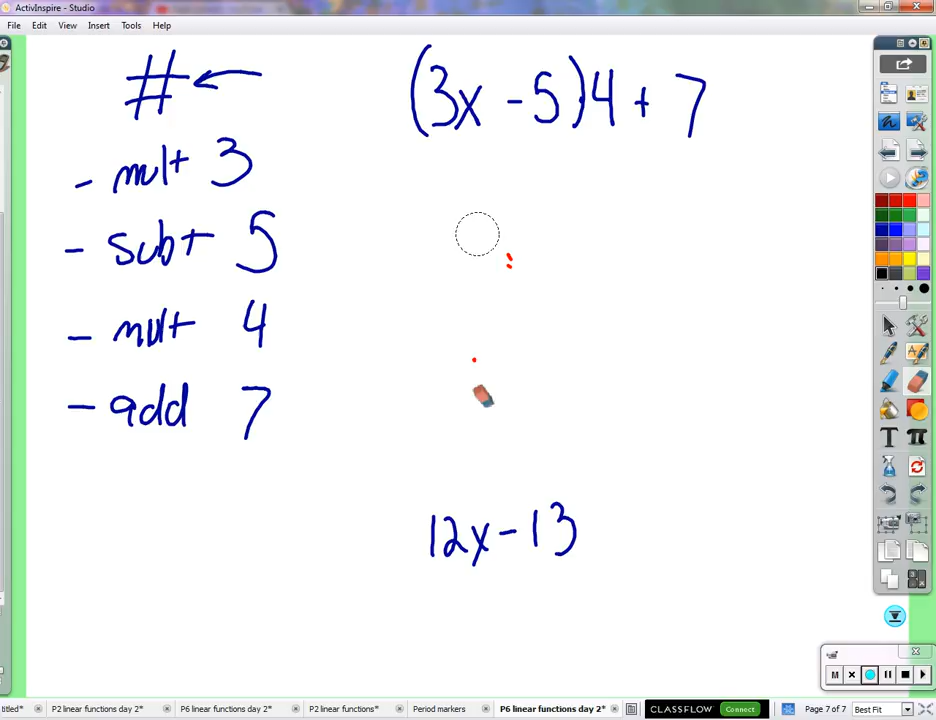 ActivInspire - Studio
File Edit View Insert Tools Help
# ←
(3x - 5)·4 + 7
- mult 3
- subt 5
- mult 4
- add 7
12x - 13
titled* × P2 linear functions day 2* × P6 linear functions day 2* × P2 linear functions* × Period markers × P6 linear functions day 2* ×
CLASSFLOW Connect
Page 7 of 7
Best Fit